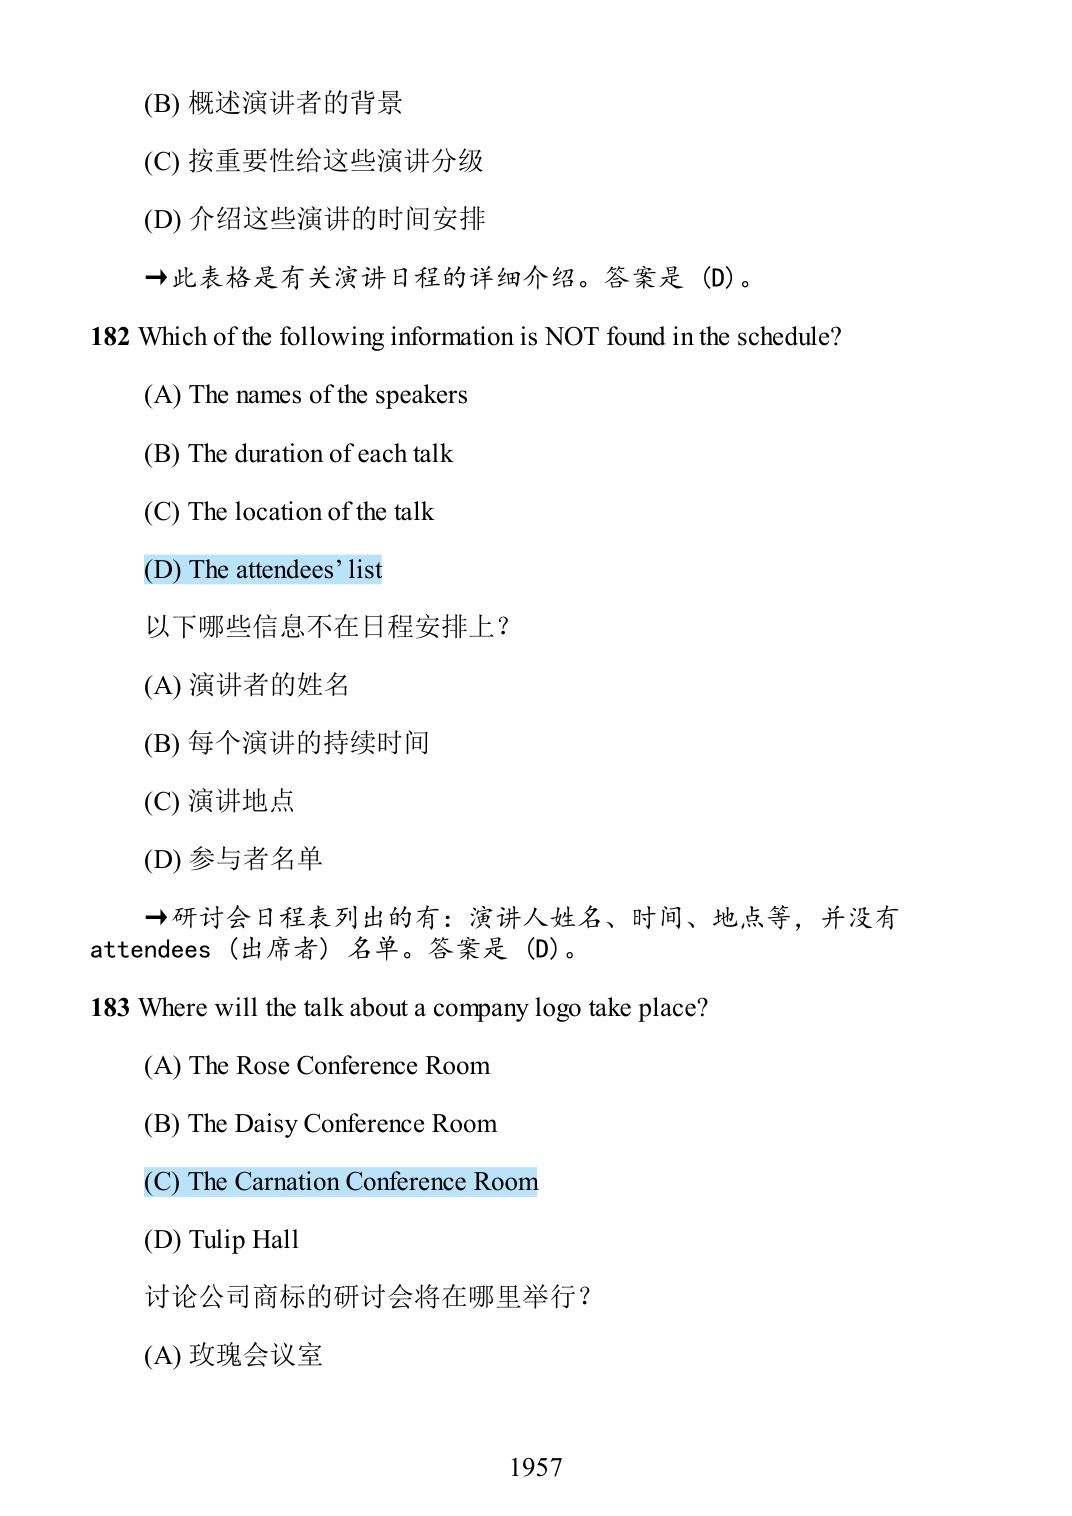 (B) 概述演讲者的背景
(C) 按重要性给这些演讲分级
(D) 介绍这些演讲的时间安排
➞此表格是有关演讲日程的详细介绍。答案是 (D)。
182 Which of the following information is NOT found in the schedule?
(A) The names of the speakers
(B) The duration of each talk
(C) The location of the talk
(D) The attendees’ list
以下哪些信息不在日程安排上？
(A) 演讲者的姓名
(B) 每个演讲的持续时间
(C) 演讲地点
(D) 参与者名单
➞研讨会日程表列出的有：演讲人姓名、时间、地点等，并没有
attendees（出席者）名单。答案是 (D)。
183 Where will the talk about a company logo take place?
(A) The Rose Conference Room
(B) The Daisy Conference Room
(C) The Carnation Conference Room
(D) Tulip Hall
讨论公司商标的研讨会将在哪里举行？
(A) 玫瑰会议室
1957